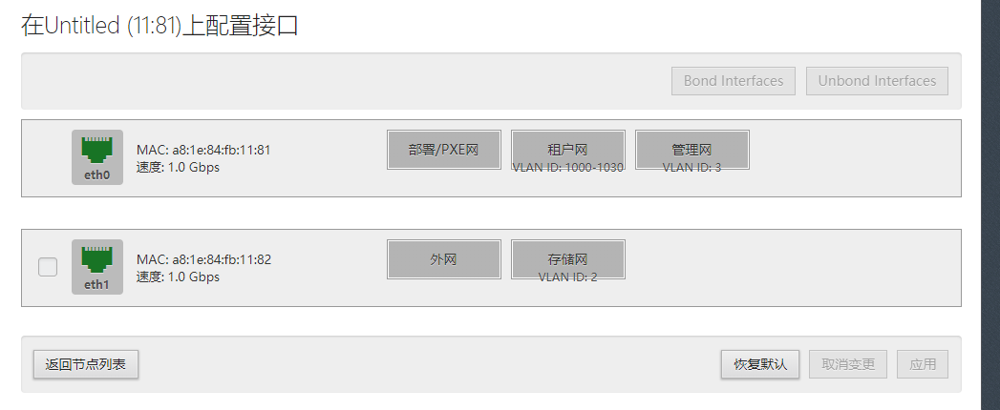 在Untitled (11:81)上配置接口
Bond Interfaces Unbond Interfaces
eth0
MAC: a8:1e:84:fb:11:81
速度: 1.0 Gbps
部署/PXE网
租户网
VLAN ID: 1000-1030
管理网
VLAN ID: 3
eth1
MAC: a8:1e:84:fb:11:82
速度: 1.0 Gbps
外网
存储网
VLAN ID: 2
返回节点列表 恢复默认 取消变更 应用